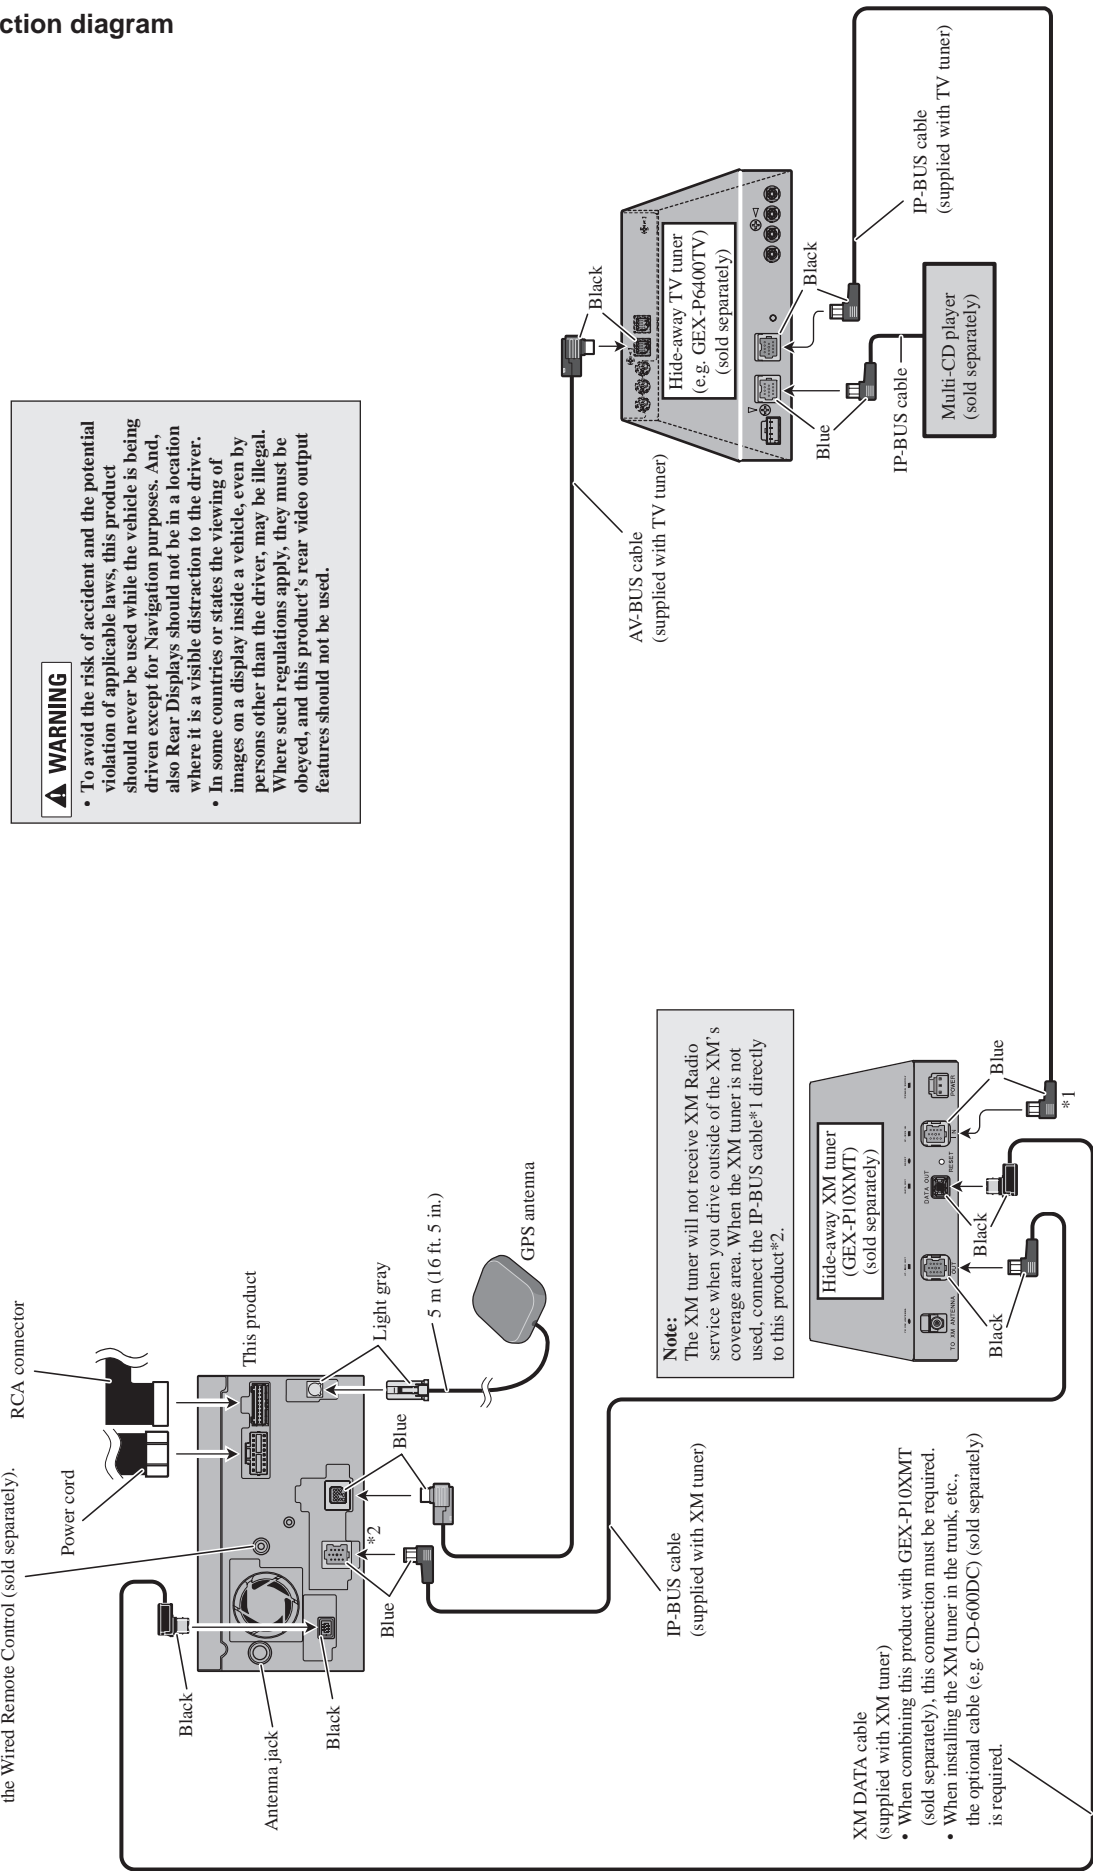 ction diagram
the Wired Remote Control (sold separately).
RCA connector
Power cord
This product
Black
Antenna jack
Black
*2
Blue
Blue
Light gray
5 m (16 ft. 5 in.)
GPS antenna
WARNING
• To avoid the risk of accident and the potential
violation of applicable laws, this product
should never be used while the vehicle is being
driven except for Navigation purposes. And,
also Rear Displays should not be in a location
where it is a visible distraction to the driver.
• In some countries or states the viewing of
images on a display inside a vehicle, even by
persons other than the driver, may be illegal.
Where such regulations apply, they must be
obeyed, and this product's rear video output
features should not be used.
AV-BUS cable
(supplied with TV tuner)
Black
Hide-away TV tuner
(e.g. GEX-P6400TV)
(sold separately)
Black
Blue
IP-BUS cable
Multi-CD player
(sold separately)
IP-BUS cable
(supplied with TV tuner)
IP-BUS cable
(supplied with XM tuner)
Note:
The XM tuner will not receive XM Radio
service when you drive outside of the XM's
coverage area. When the XM tuner is not
used, connect the IP-BUS cable*1 directly
to this product*2.
Hide-away XM tuner
(GEX-P10XMT)
(sold separately)
TO XM ANTENNA
OUT
DATA OUT
RESET
IN
POWER
Black
Black
Blue
*1
XM DATA cable
(supplied with XM tuner)
• When combining this product with GEX-P10XMT
(sold separately), this connection must be required.
• When installing the XM tuner in the trunk, etc.,
the optional cable (e.g. CD-600DC) (sold separately)
is required.